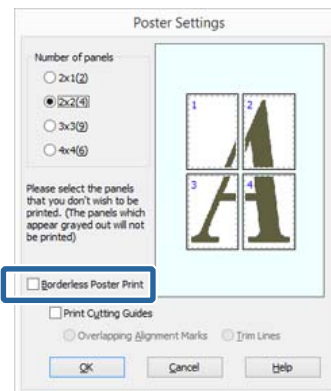 Poster Settings
Number of panels
2x1(2)
2x2(4)
3x3(9)
4x4(6)
Please select the panels
that you don't wish to be
printed. (The panels which
appear grayed out will not
be printed)
1
2
3
4
A
Borderless Poster Print
Print Cutting Guides
Overlapping Alignment Marks
Trim Lines
OK
Cancel
Help